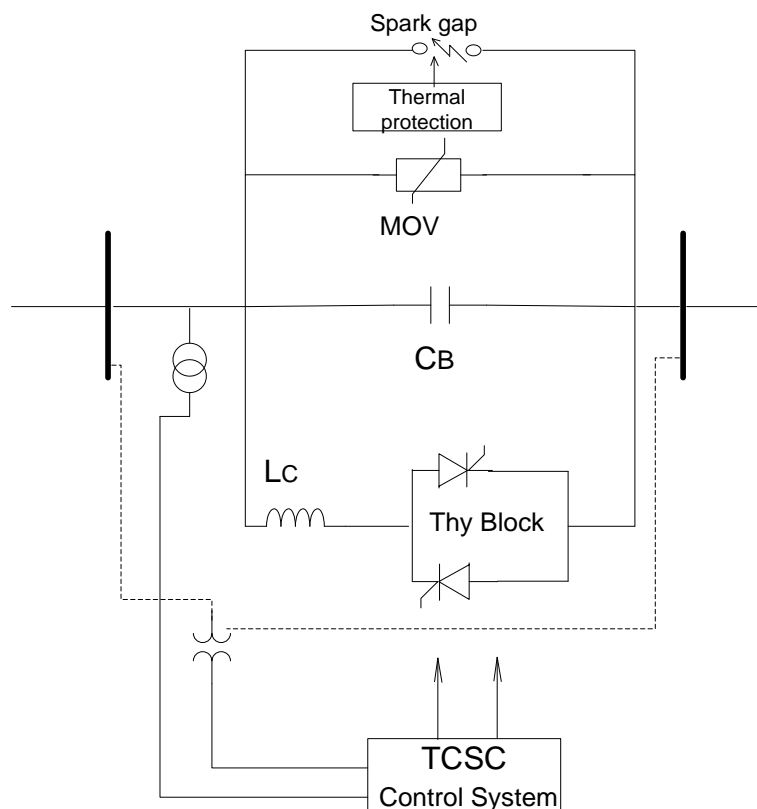 Spark gap
Thermal
protection
MOV
CB
LC
Thy Block
TCSC
Control System